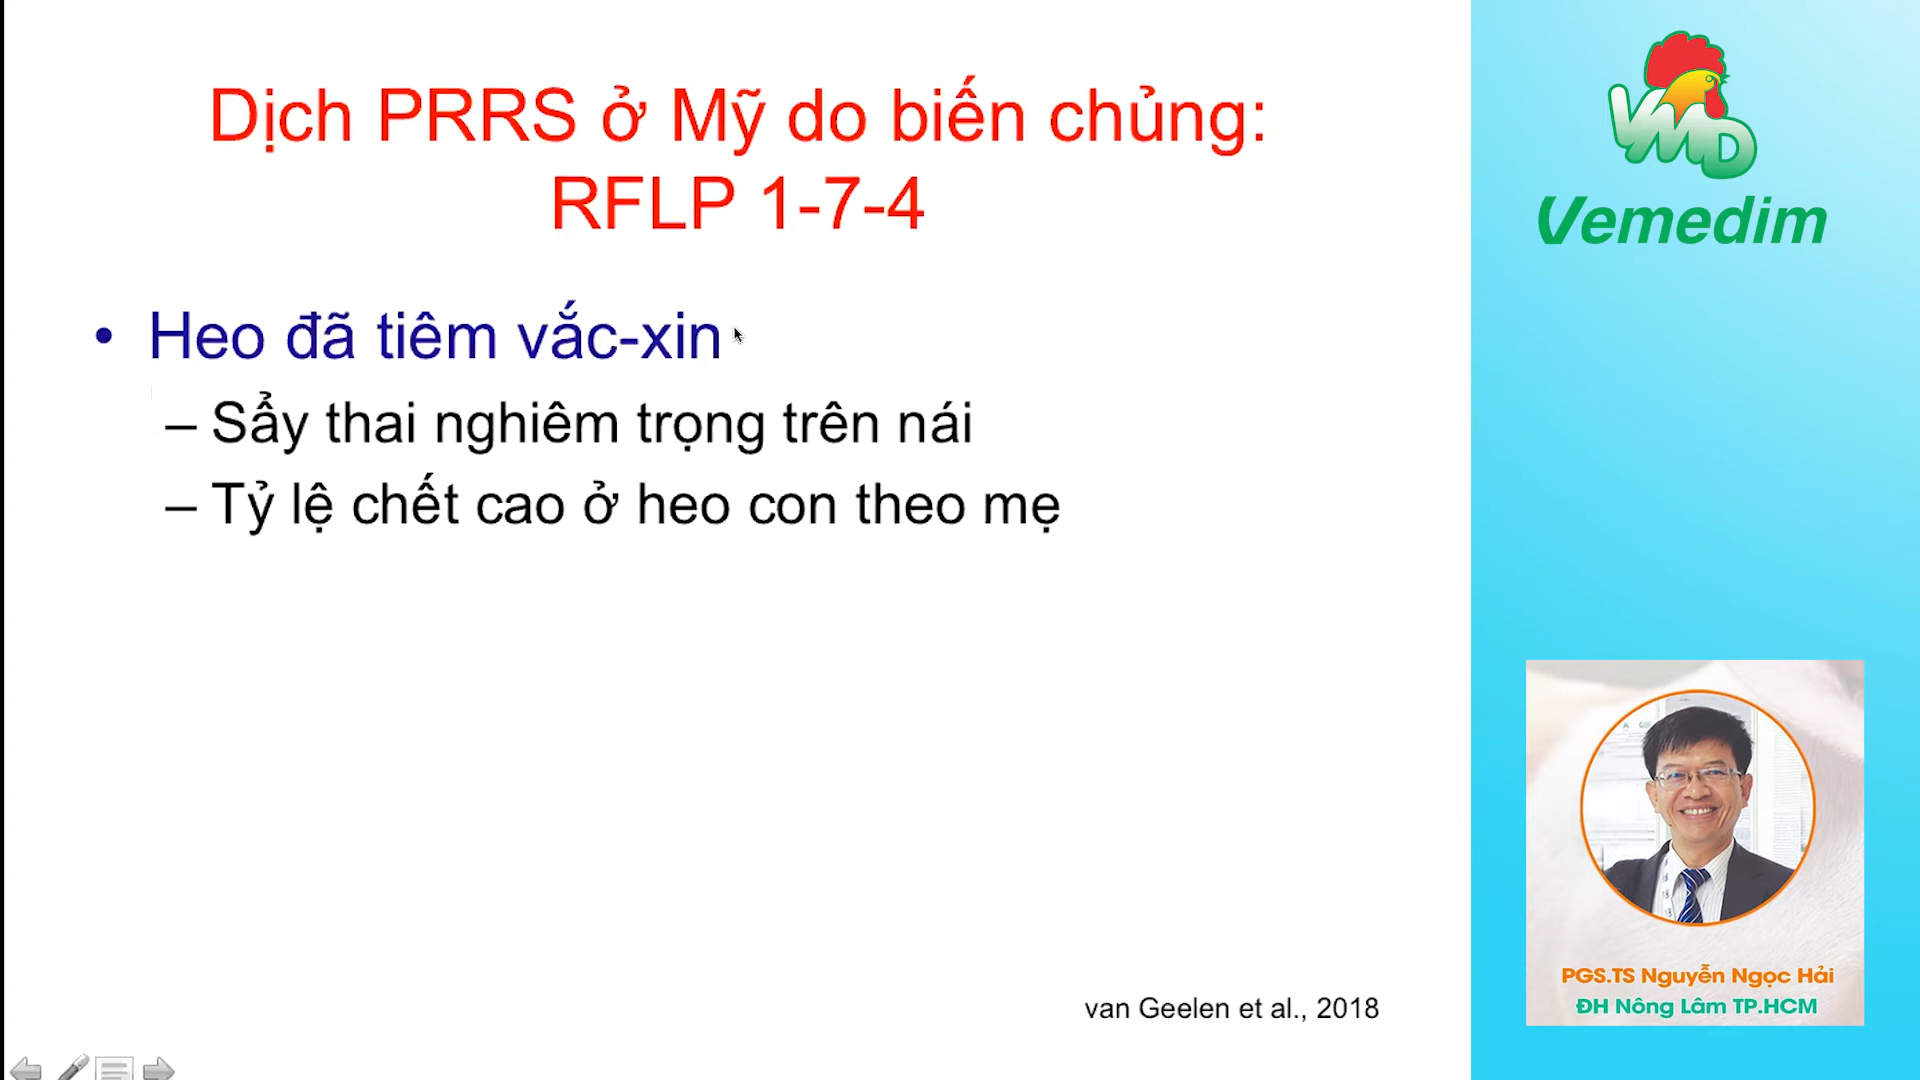 Dịch PRRS ở Mỹ do biến chủng:
RFLP 1-7-4
• Heo đã tiêm vắc-xin
– Sẩy thai nghiêm trọng trên nái
– Tỷ lệ chết cao ở heo con theo mẹ
van Geelen et al., 2018
VMD
Vemedim
PGS.TS Nguyễn Ngọc Hải
ĐH Nông Lâm TP.HCM